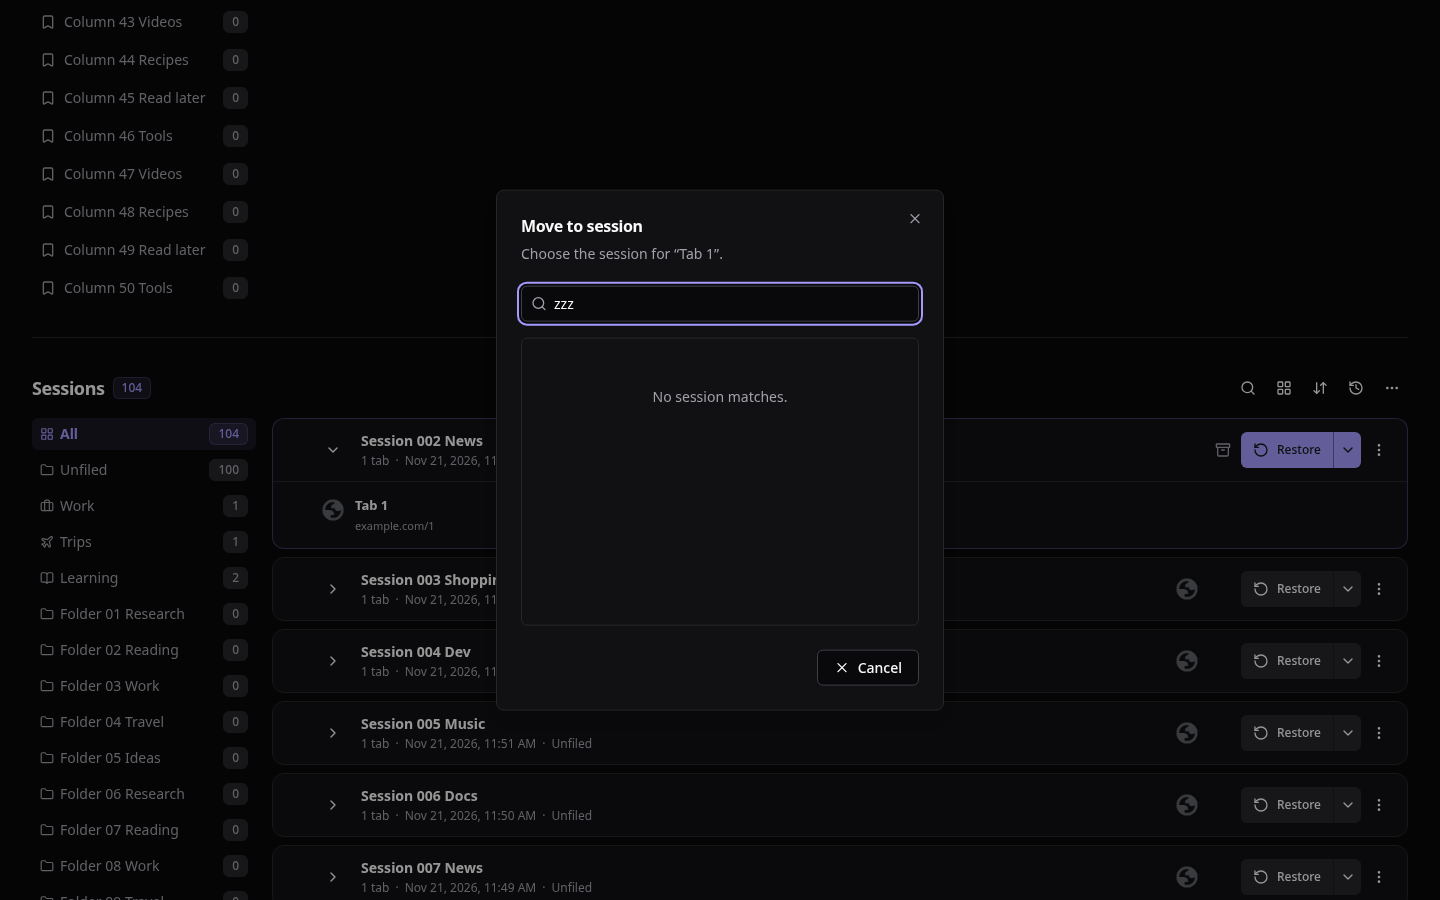 Column 43 Videos 0
Column 44 Recipes 0
Column 45 Read later 0
Column 46 Tools 0
Column 47 Videos 0
Column 48 Recipes 0
Column 49 Read later 0
Column 50 Tools 0
Move to session
Choose the session for “Tab 1”.
zzz
No session matches.
Cancel
Sessions 104
All 104
Unfiled 100
Work 1
Trips 1
Learning 2
Folder 01 Research 0
Folder 02 Reading 0
Folder 03 Work 0
Folder 04 Travel 0
Folder 05 Ideas 0
Folder 06 Research 0
Folder 07 Reading 0
Folder 08 Work 0
Session 002 News
1 tab · Nov 21, 2026, 11
Restore
Tab 1
example.com/1
Session 003 Shoppin
1 tab · Nov 21, 2026, 11
Restore
Session 004 Dev
1 tab · Nov 21, 2026, 11
Restore
Session 005 Music
1 tab · Nov 21, 2026, 11:51 AM · Unfiled
Restore
Session 006 Docs
1 tab · Nov 21, 2026, 11:50 AM · Unfiled
Restore
Session 007 News
1 tab · Nov 21, 2026, 11:49 AM · Unfiled
Restore